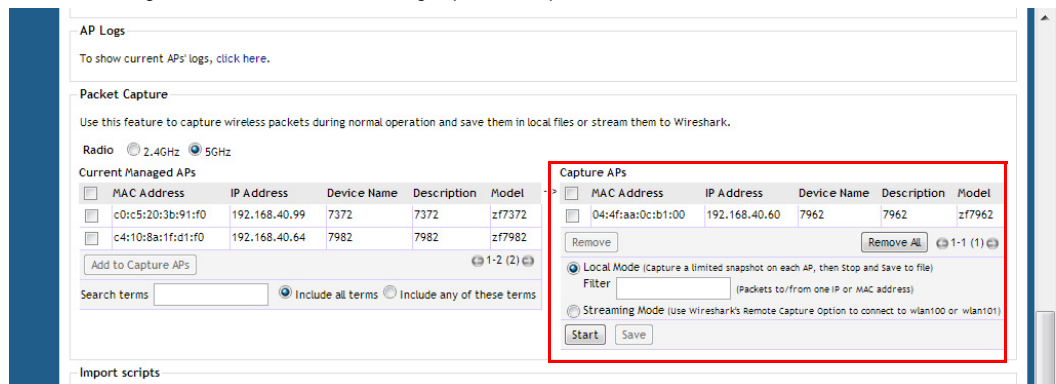 AP Logs
To show current APs' logs, click here.
Packet Capture
Use this feature to capture wireless packets during normal operation and save them in local files or stream them to Wireshark.
Radio 2.4GHz 5GHz
Current Managed APs
MAC Address IP Address Device Name Description Model
c0:c5:20:3b:91:f0 192.168.40.99 7372 7372 zf7372
c4:10:8a:1f:d1:f0 192.168.40.64 7982 7982 zf7982
Add to Capture APs 1-2 (2)
Search terms Include all terms Include any of these terms
->
Capture APs
MAC Address IP Address Device Name Description Model
04:4f:aa:0c:b1:00 192.168.40.60 7962 7962 zf7962
Remove Remove All 1-1 (1)
Local Mode (Capture a limited snapshot on each AP, then Stop and Save to file)
Filter (Packets to/from one IP or MAC address)
Streaming Mode (Use Wireshark's Remote Capture Option to connect to wlan100 or wlan101)
Start Save
Import scripts